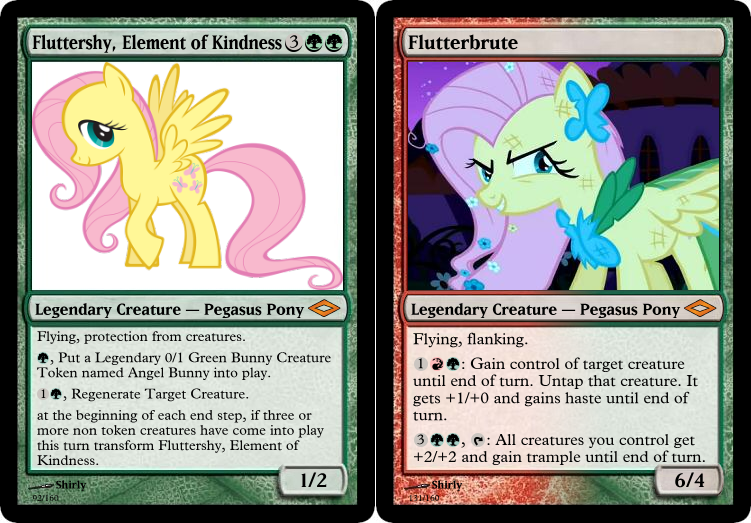 Fluttershy, Element of Kindness 3
Legendary Creature — Pegasus Pony
Flying, protection from creatures.
, Put a Legendary 0/1 Green Bunny Creature
Token named Angel Bunny into play.
1 , Regenerate Target Creature.
at the beginning of each end step, if three or
more non token creatures have come into play
this turn transform Fluttershy, Element of
Kindness.
1/2
Shirly
92/160
Flutterbrute
Legendary Creature — Pegasus Pony
Flying, flanking.
1 : Gain control of target creature
until end of turn. Untap that creature. It
gets +1/+0 and gains haste until end of
turn.
3 , : All creatures you control get
+2/+2 and gain trample until end of turn.
6/4
Shirly
131/160